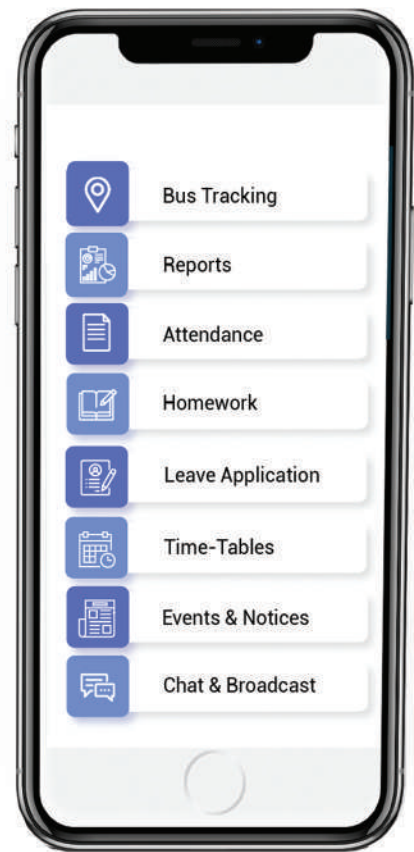 Bus Tracking
Reports
Attendance
Homework
Leave Application
Time-Tables
Events & Notices
Chat & Broadcast